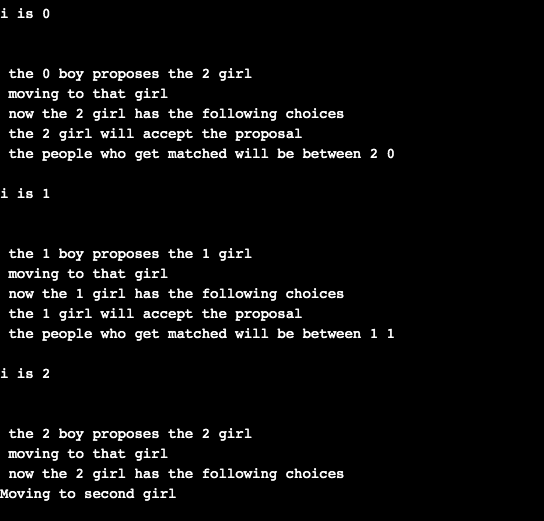 i is 0
the 0 boy proposes the 2 girl
moving to that girl
now the 2 girl has the following choices
the 2 girl will accept the proposal
the people who get matched will be between 2 0
i is 1
the 1 boy proposes the 1 girl
moving to that girl
now the 1 girl has the following choices
the 1 girl will accept the proposal
the people who get matched will be between 1 1
i is 2
the 2 boy proposes the 2 girl
moving to that girl
now the 2 girl has the following choices
Moving to second girl